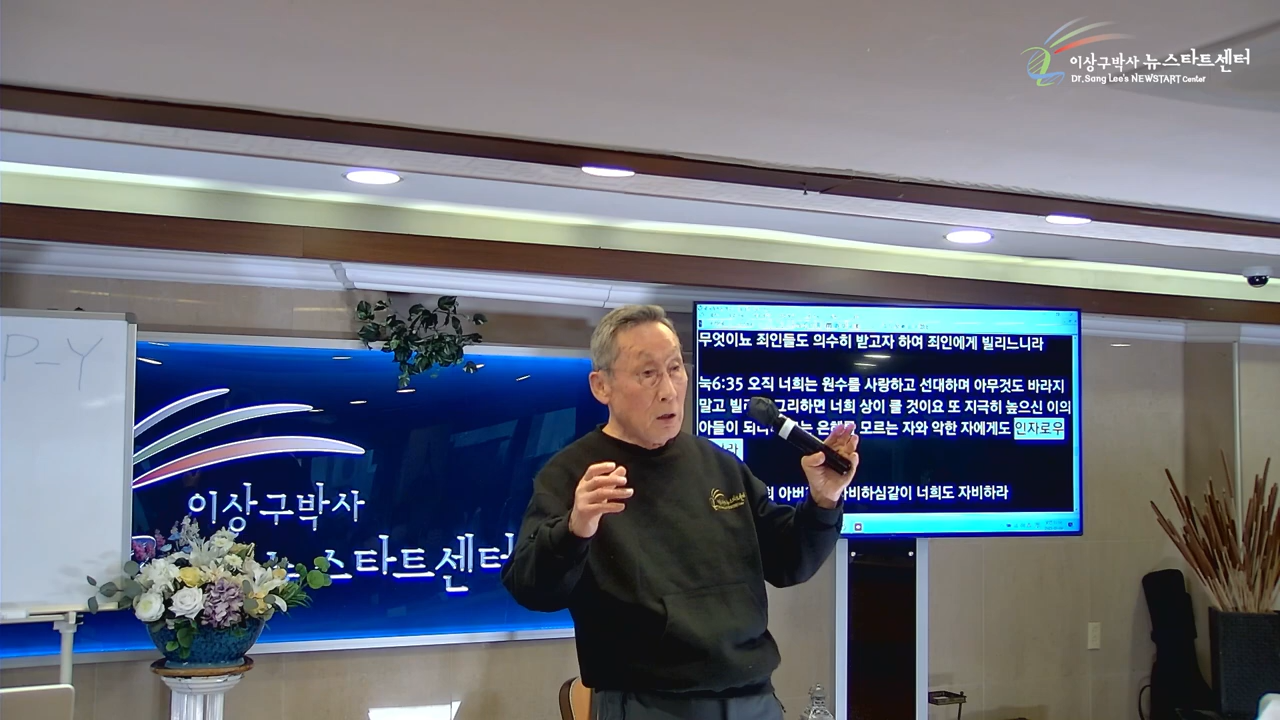 이상구박사 뉴스타트센터
Dr. Sang Lee's NEWSTART Center
P-Y
무엇이뇨 죄인들도 의수히 받고자 하여 죄인에게 빌리느니라
눅6:35 오직 너희는 원수를 사랑하고 선대하며 아무것도 바라지
말고 그리하면 너희 상이 클 것이요 또 지극히 높으신 이의
아들이 모르는 자와 악한 자에게도 인자로우
자비하심같이 너희도 자비하라
이상구박사
뉴스타트센터